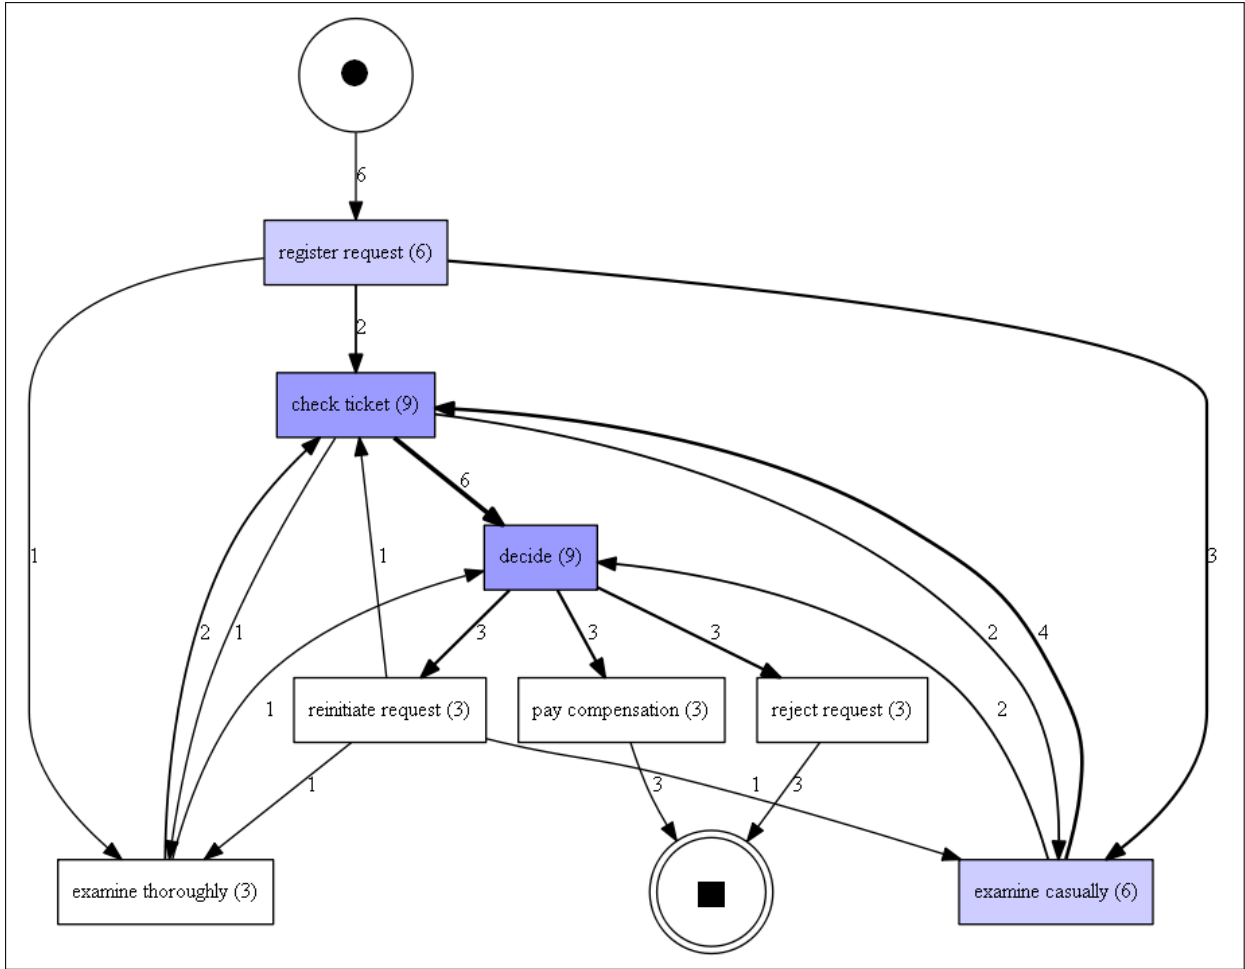 6
register request (6)
2
check ticket (9)
6
1
decide (9)
1
3
2
1
3
3
3
2
4
1
reinitiate request (3)
pay compensation (3)
reject request (3)
2
1
3
1
3
examine thoroughly (3)
examine casually (6)